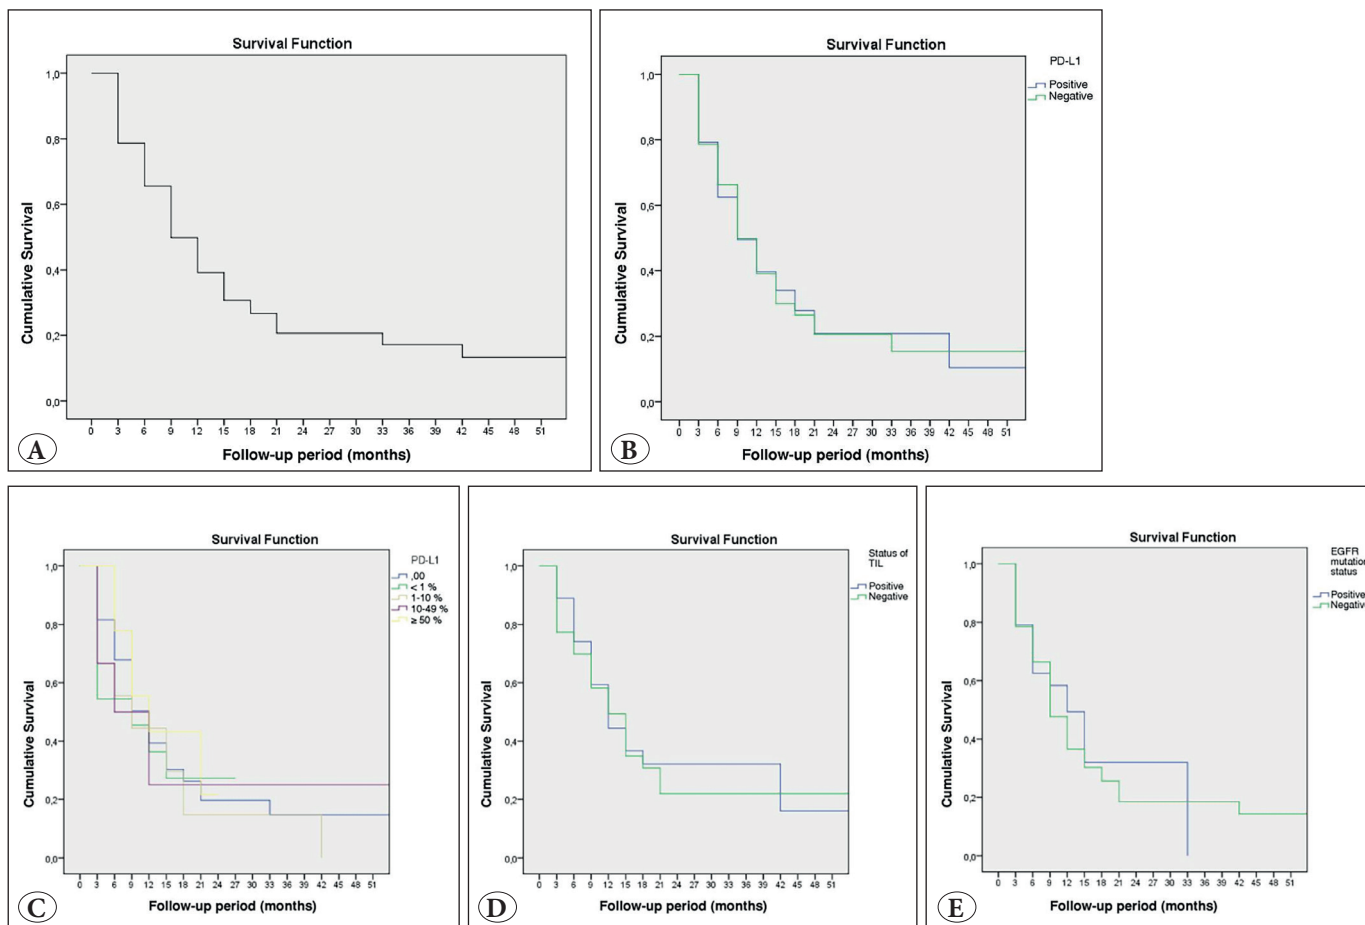 Survival Function
1,0
0,8
0,6
0,4
0,2
0,0
Cumulative Survival
0 3 6 9 12 15 18 21 24 27 30 33 36 39 42 45 48 51
Follow-up period (months)
A
Survival Function
PD-L1
Positive
Negative
1,0
0,8
0,6
0,4
0,2
0,0
Cumulative Survival
0 3 6 9 12 15 18 21 24 27 30 33 36 39 42 45 48 51
Follow-up period (months)
B
Survival Function
PD-L1
,00
< 1 %
1-10 %
10-49 %
≥ 50 %
1,0
0,8
0,6
0,4
0,2
0,0
Cumulative Survival
0 3 6 9 12 15 18 21 24 27 30 33 36 39 42 45 48 51
Follow-up period (months)
C
Survival Function
Status of
TIL
Positive
Negative
1,0
0,8
0,6
0,4
0,2
0,0
Cumulative Survival
0 3 6 9 12 15 18 21 24 27 30 33 36 39 42 45 48 51
Follow-up period (months)
D
Survival Function
EGFR
mutation
status
Positive
Negative
1,0
0,8
0,6
0,4
0,2
0,0
Cumulative Survival
0 3 6 9 12 15 18 21 24 27 30 33 36 39 42 45 48 51
Follow-up period (months)
E